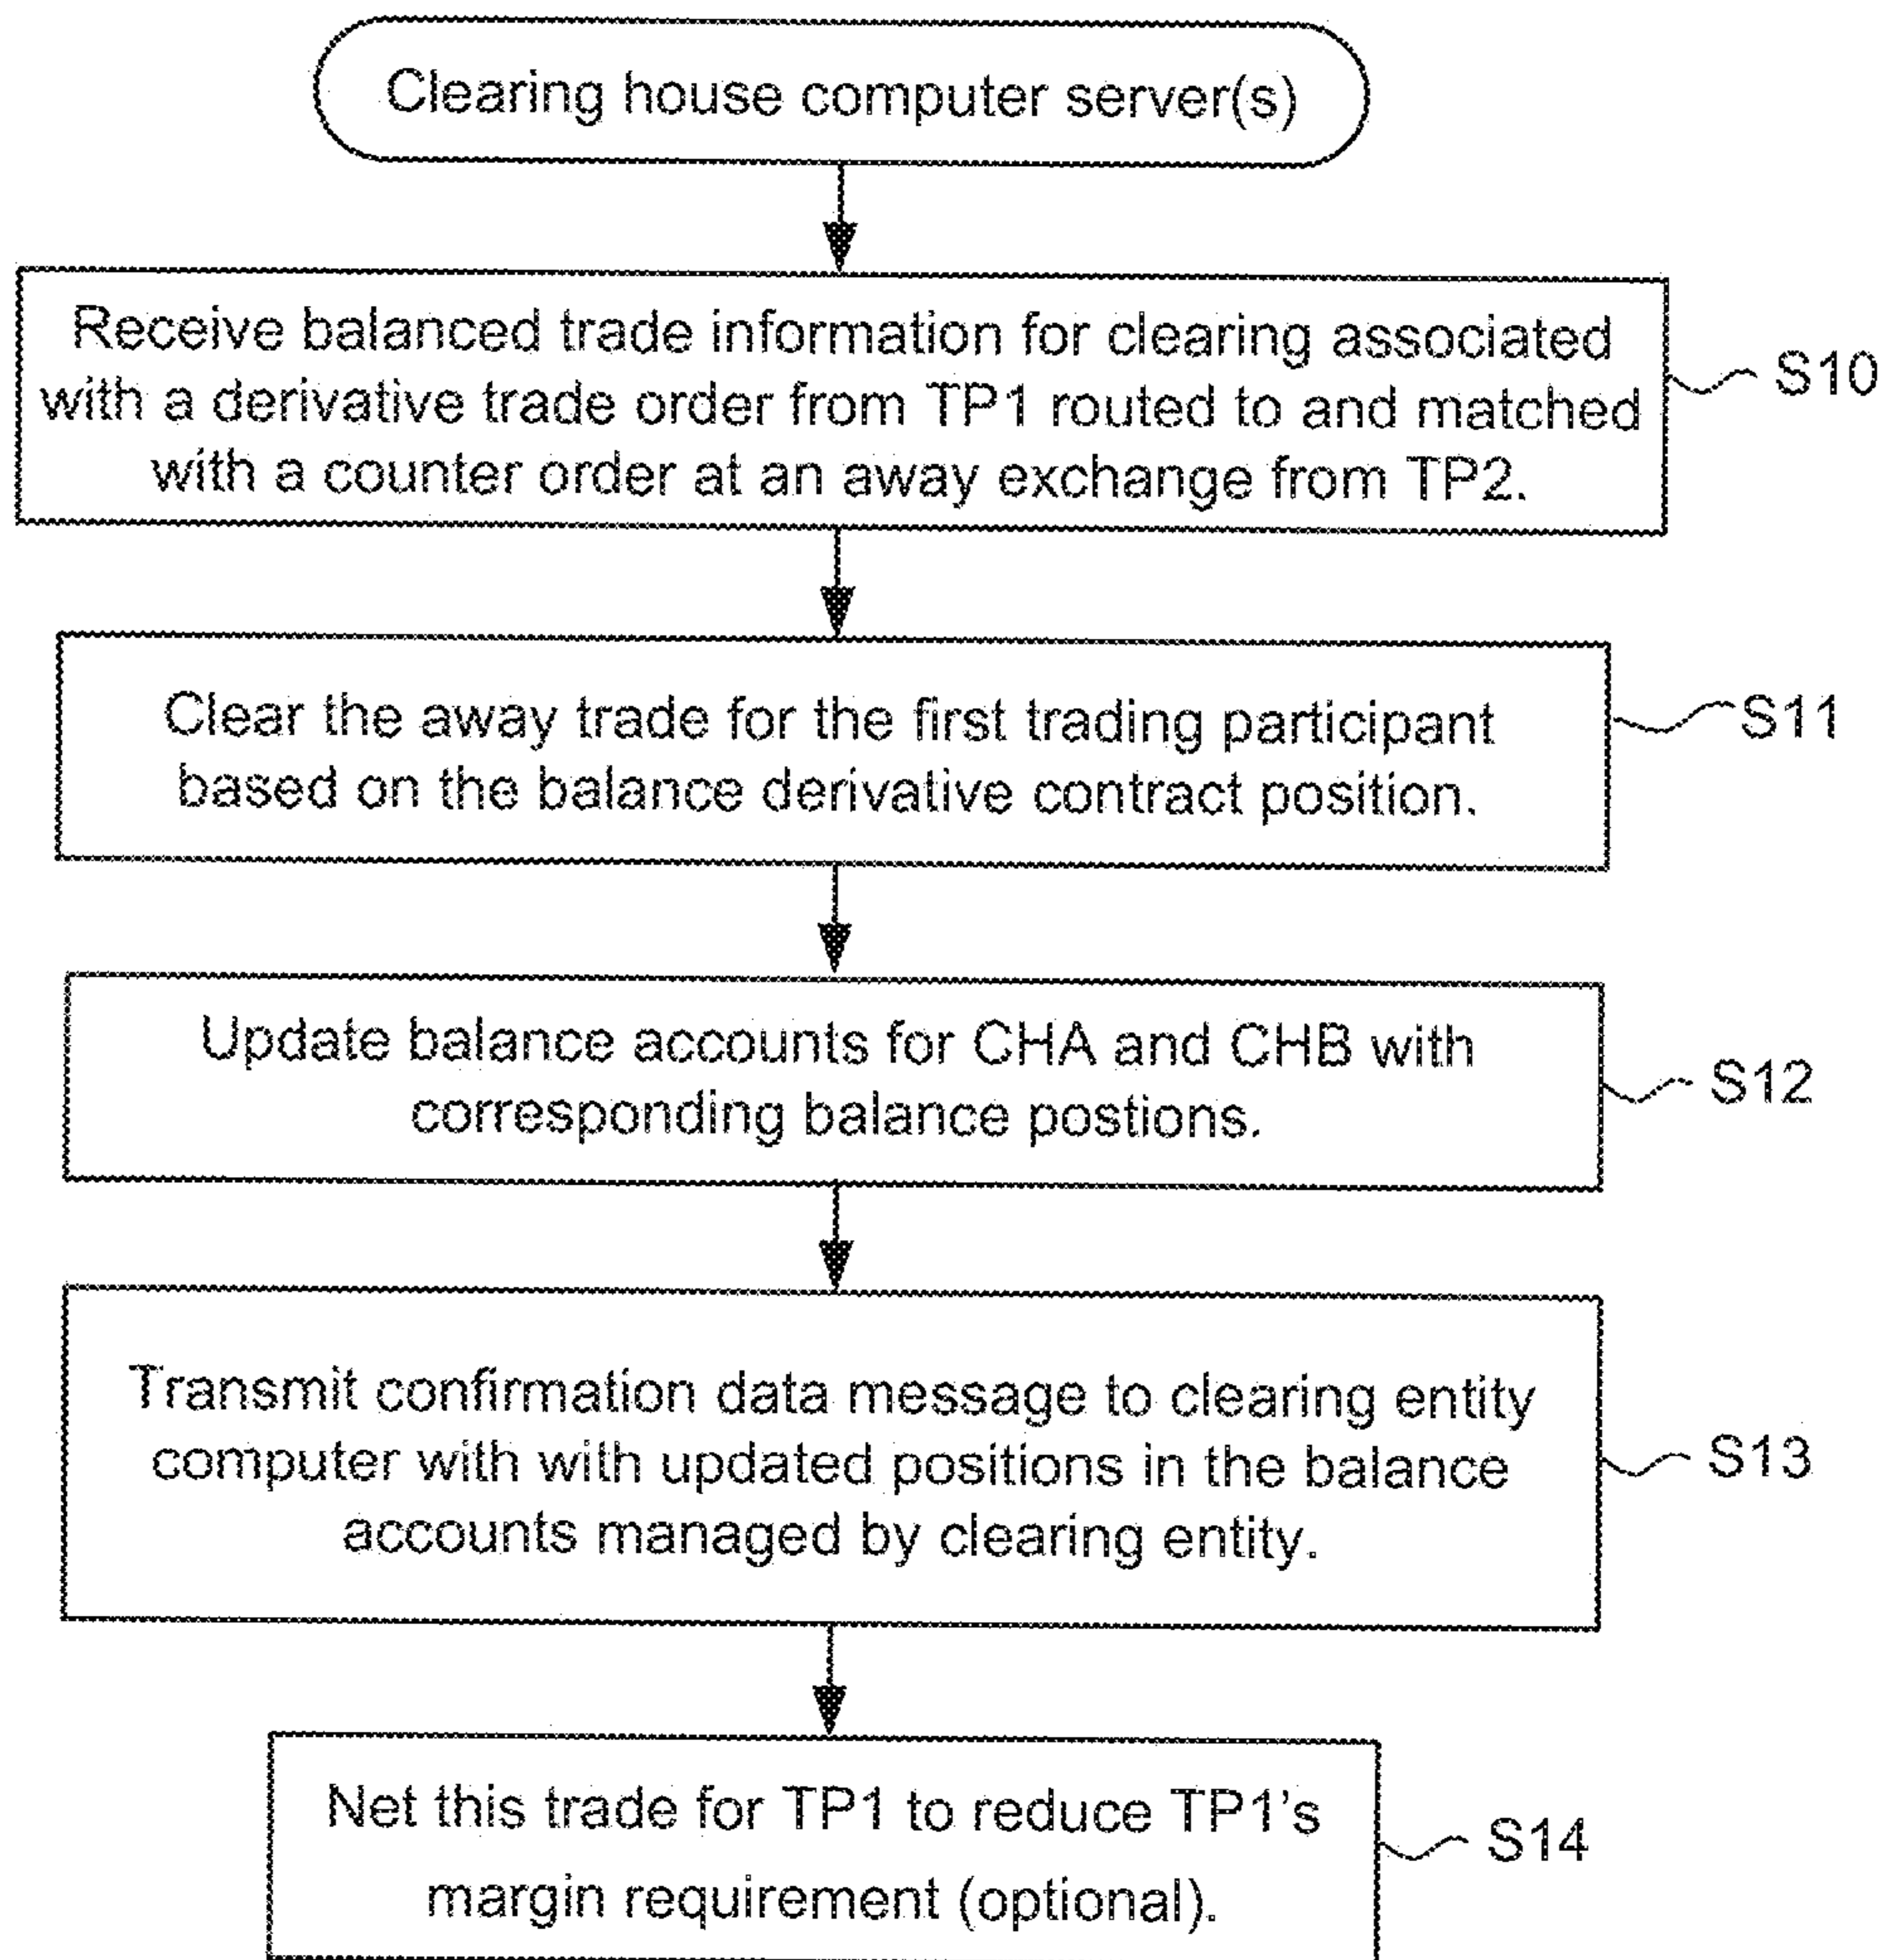 Clearing house computer server(s)
Receive balanced trade information for clearing associated
with a derivative trade order from TP1 routed to and matched
with a counter order at an away exchange from TP2.
S10
Clear the away trade for the first trading participant
based on the balance derivative contract position.
S11
Update balance accounts for CHA and CHB with
corresponding balance postions.
S12
Transmit confirmation data message to clearing entity
computer with with updated positions in the balance
accounts managed by clearing entity.
S13
Net this trade for TP1 to reduce TP1's
margin requirement (optional).
S14